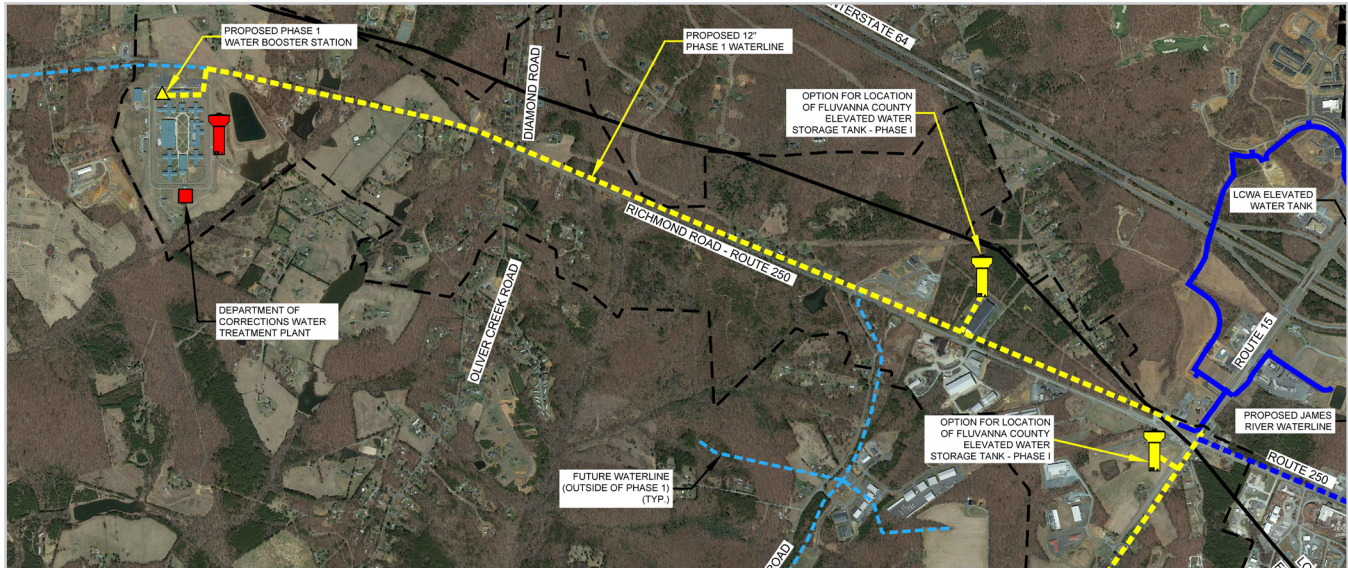 PROPOSED PHASE 1
WATER BOOSTER STATION
DIAMOND ROAD
PROPOSED 12"
PHASE 1 WATERLINE
INTERSTATE 64
OPTION FOR LOCATION
OF FLUVANNA COUNTY
ELEVATED WATER
STORAGE TANK - PHASE I
LCWA ELEVATED
WATER TANK
RICHMOND ROAD - ROUTE 250
DEPARTMENT OF
CORRECTIONS WATER
TREATMENT PLANT
OLIVER CREEK ROAD
ROUTE 15
PROPOSED JAMES
RIVER WATERLINE
OPTION FOR LOCATION
OF FLUVANNA COUNTY
ELEVATED WATER
STORAGE TANK - PHASE I
FUTURE WATERLINE
(OUTSIDE OF PHASE 1)
(TYP.)
ROUTE 250
ROAD